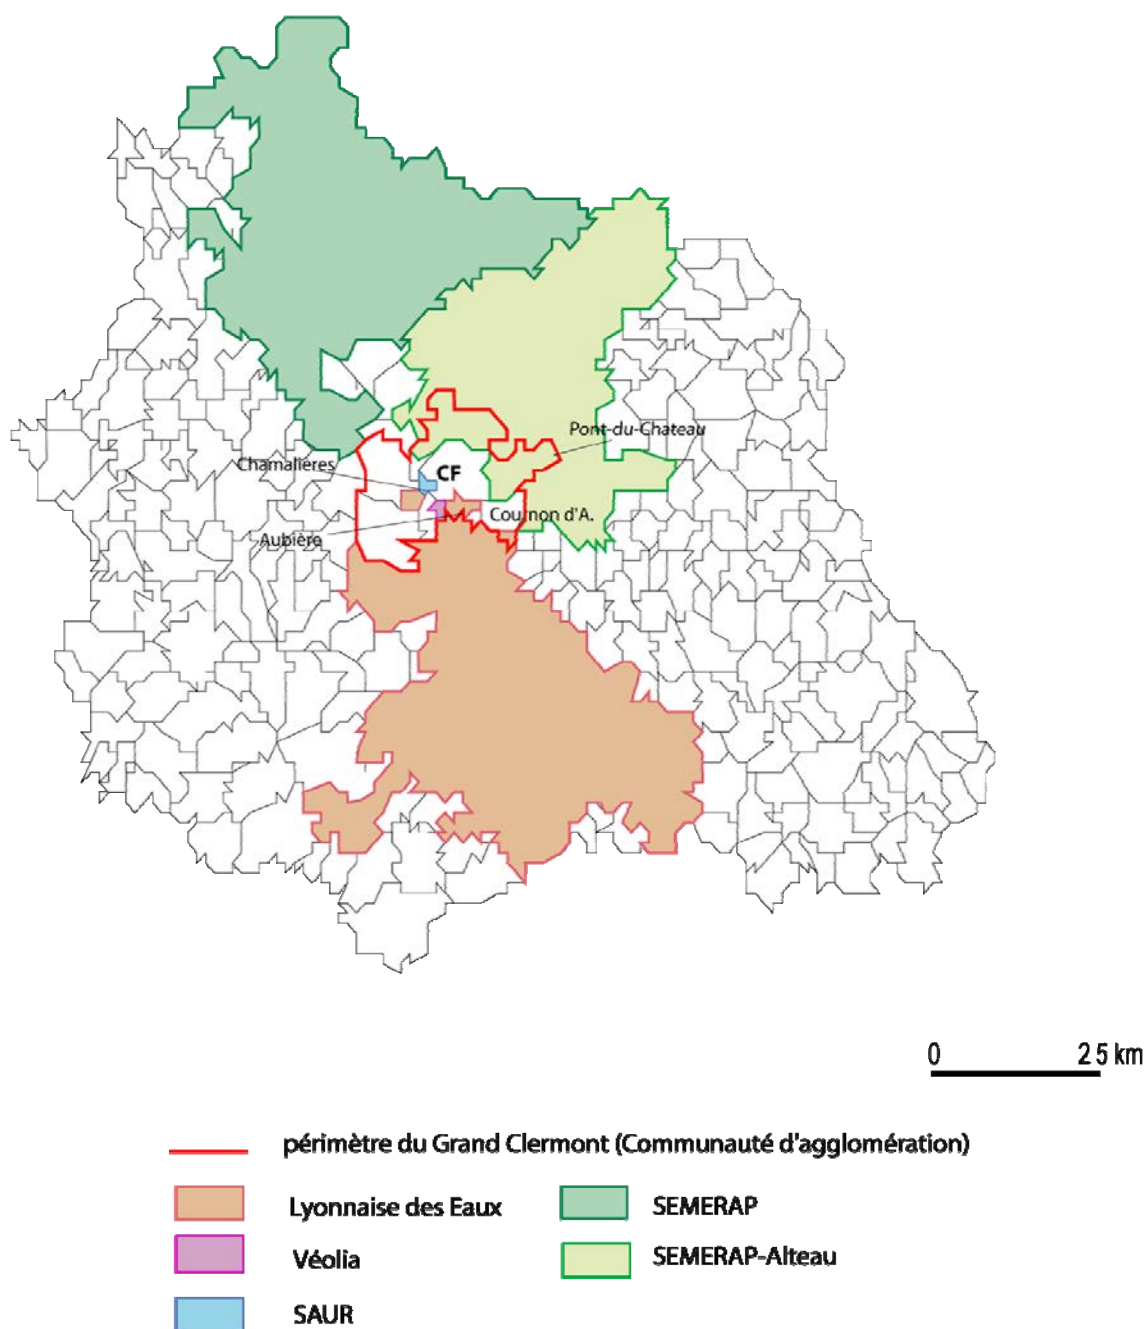 Pont-du-Chateau
Chamalières
CF
Cournon d'A.
Aubière
0 25 km
périmètre du Grand Clermont (Communauté d'agglomération)
Lyonnaise des Eaux
SEMERAP
Véolia
SEMERAP-Alteau
SAUR